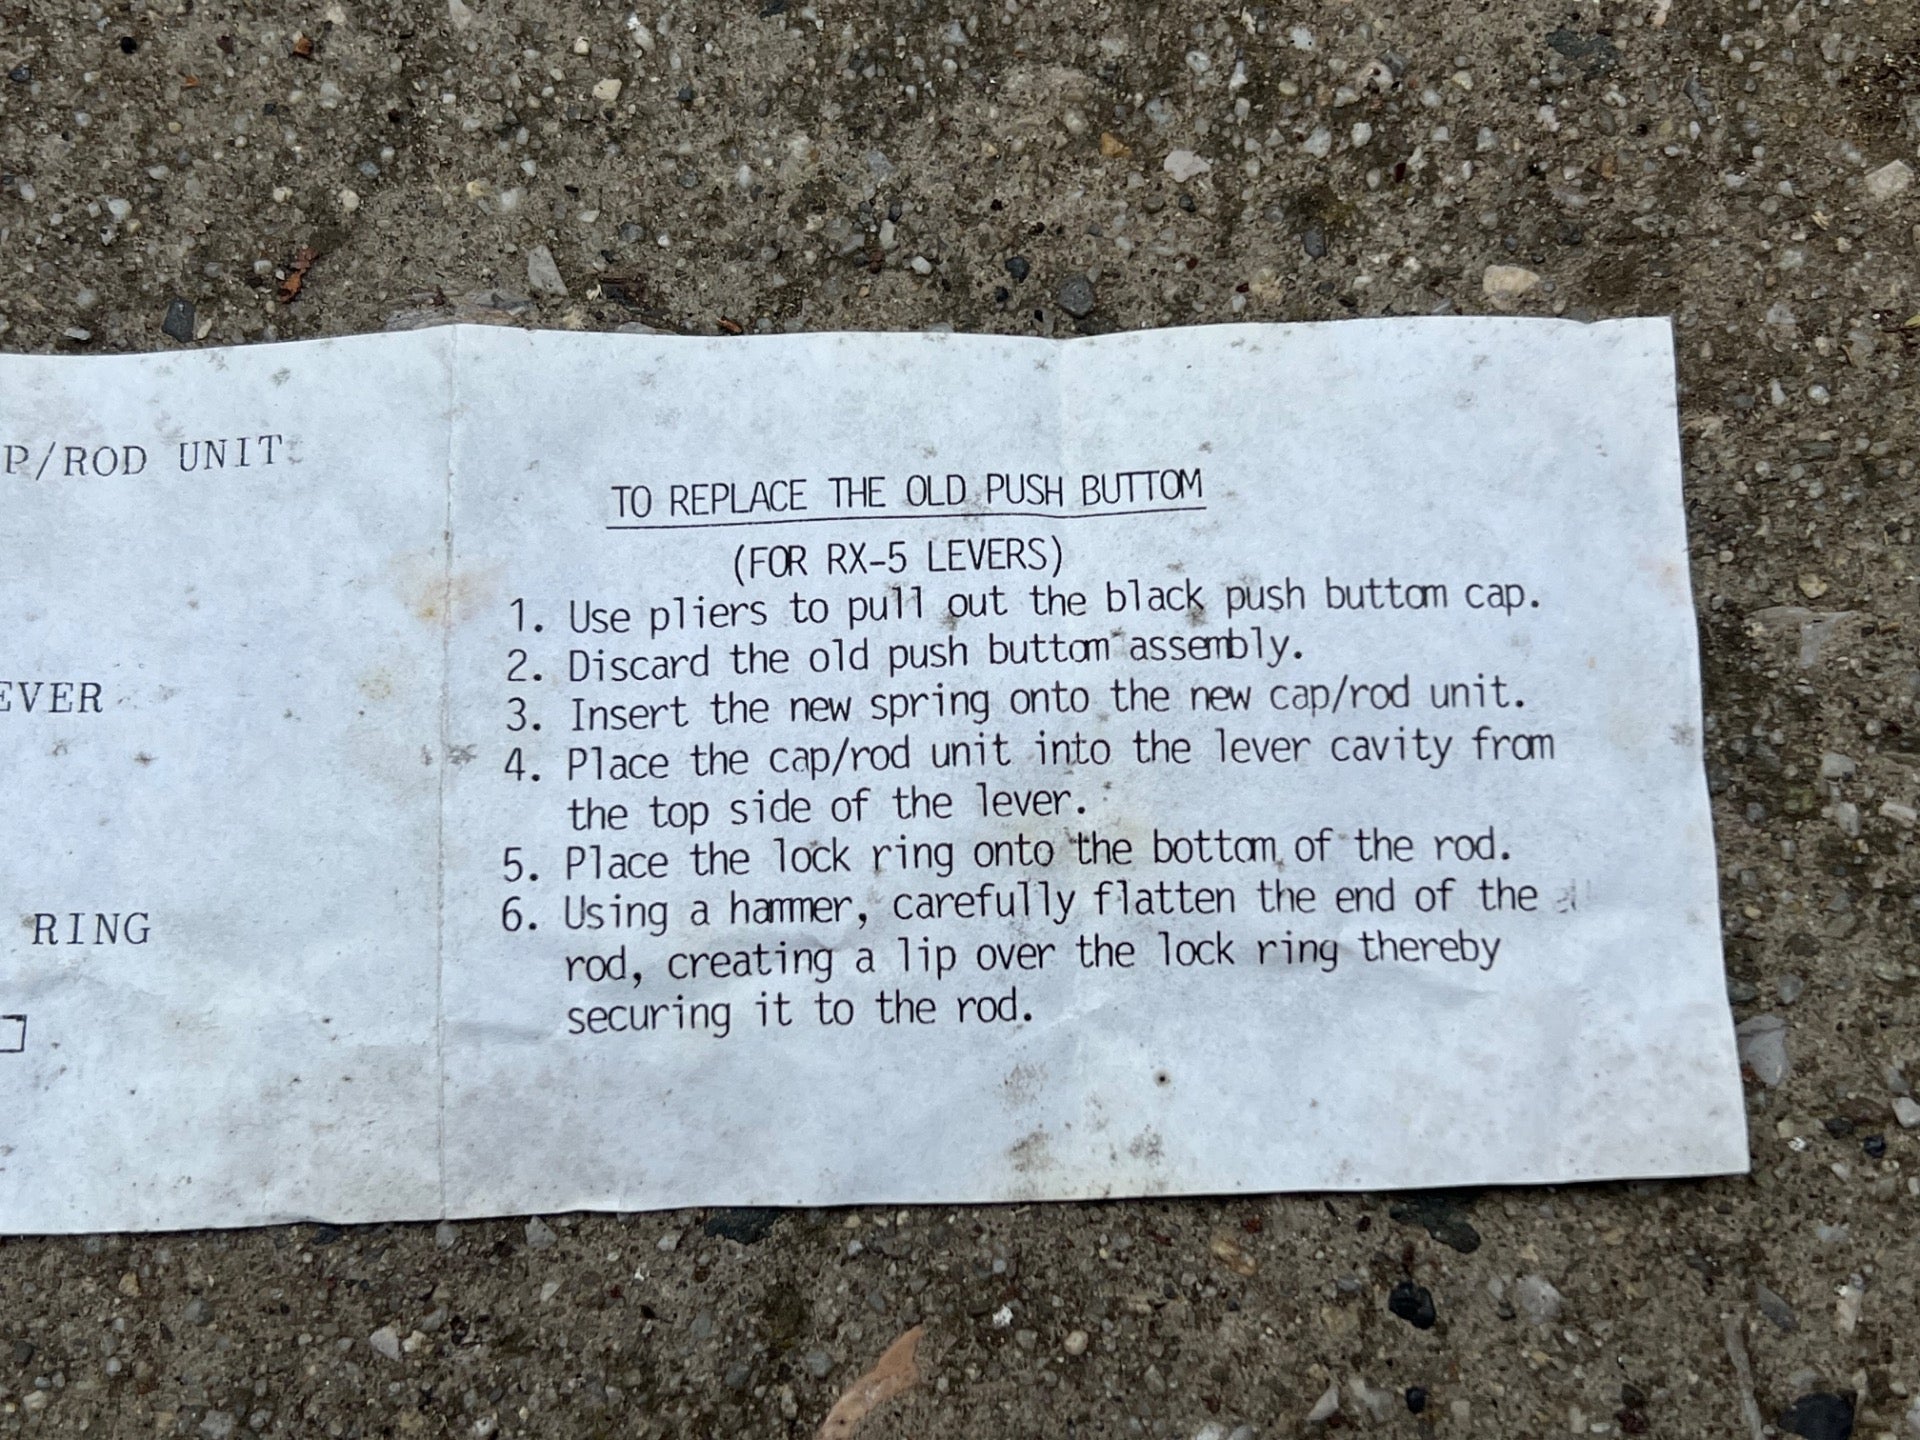 P/ROD UNIT
EVER
RING
TO REPLACE THE OLD PUSH BUTTOM
(FOR RX-5 LEVERS)
1. Use pliers to pull out the black push buttom cap.
2. Discard the old push buttom assembly.
3. Insert the new spring onto the new cap/rod unit.
4. Place the cap/rod unit into the lever cavity from
the top side of the lever.
5. Place the lock ring onto the bottom of the rod.
6. Using a hammer, carefully flatten the end of the
rod, creating a lip over the lock ring thereby
securing it to the rod.